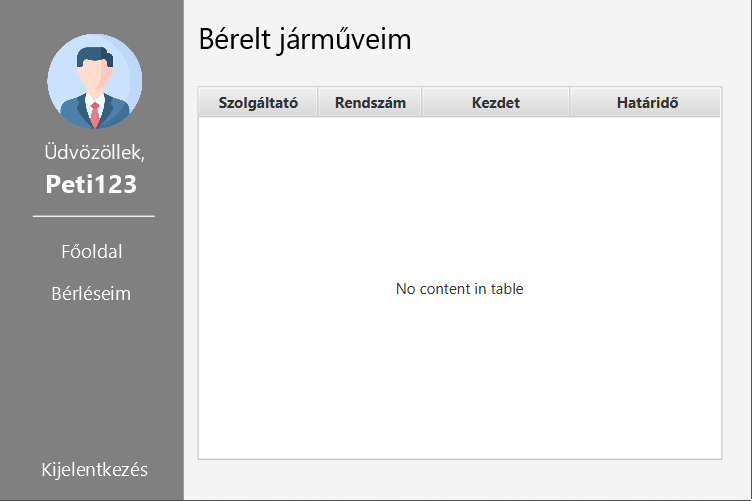 Üdvözöllek,
Peti123
Főoldal
Bérléseim
Kijelentkezés
Bérelt járműveim
Szolgáltató Rendszám Kezdet Határidő
No content in table